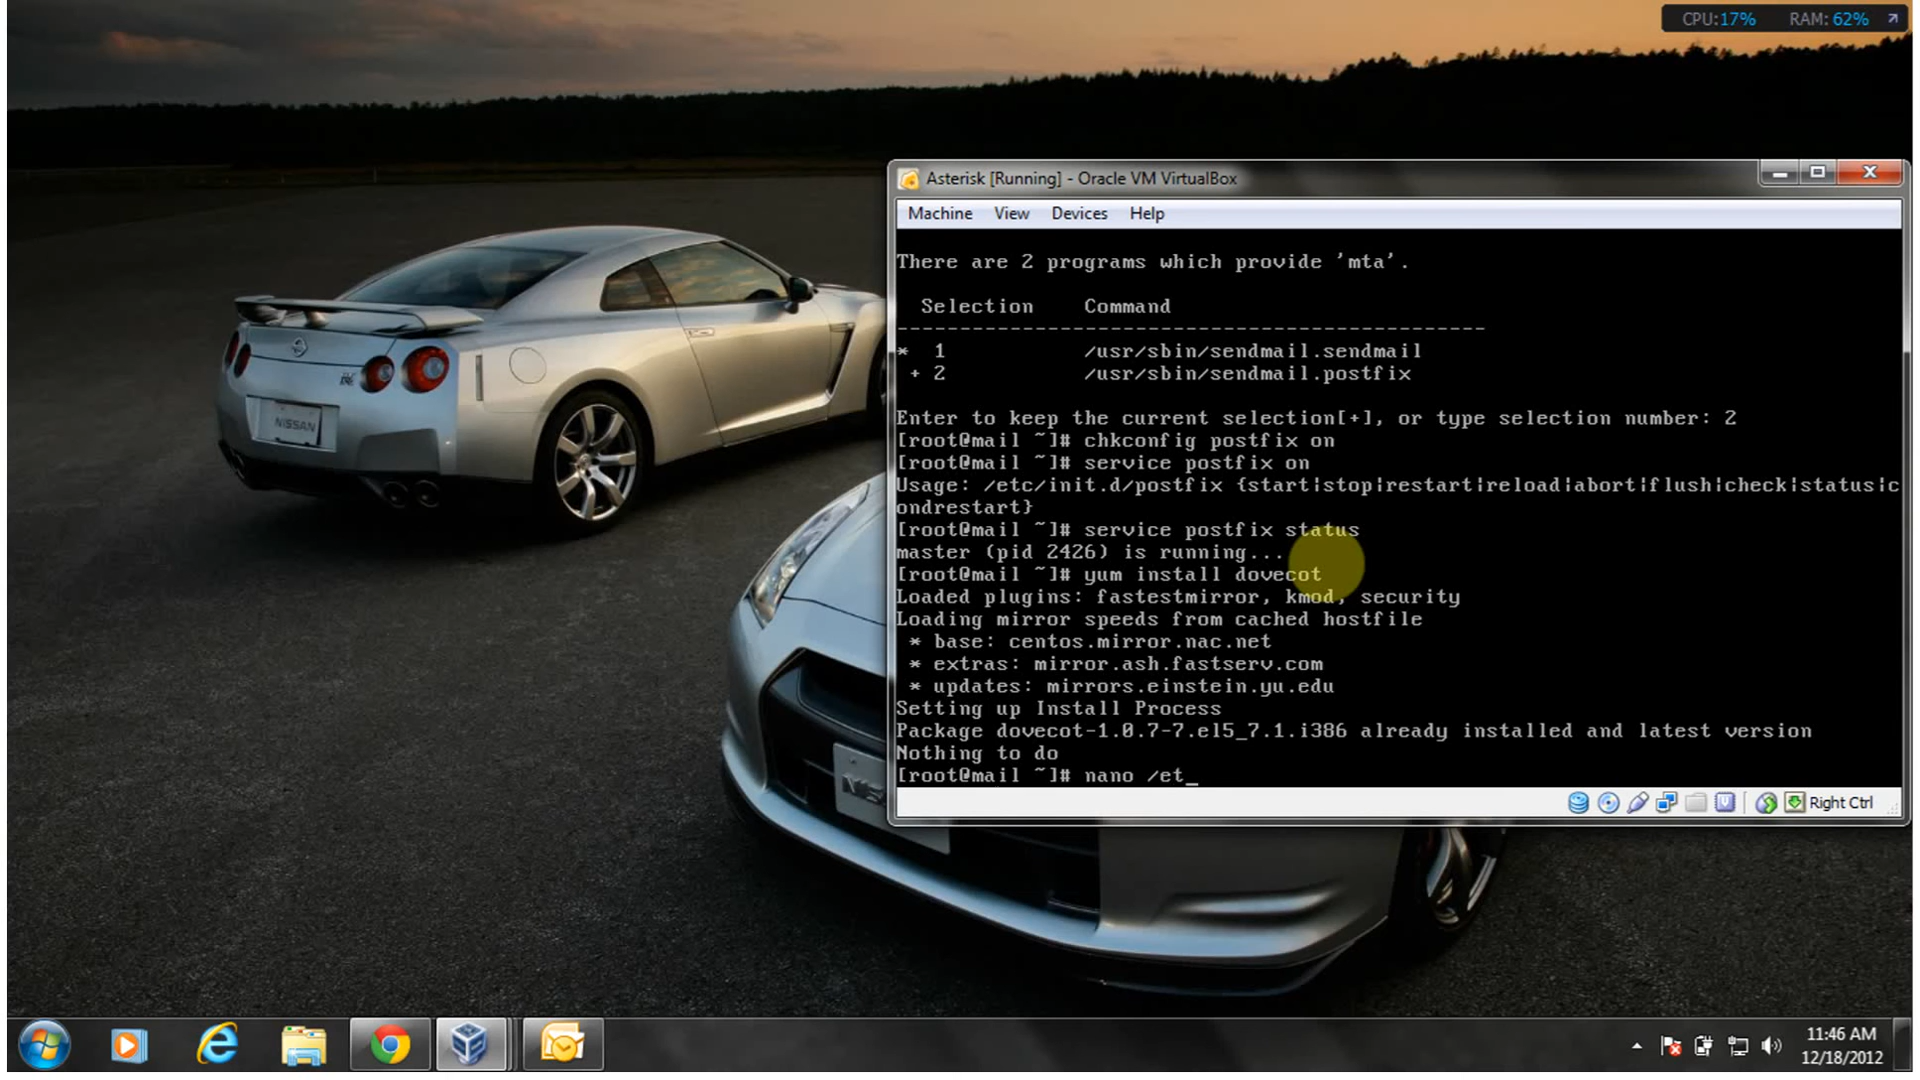 CPU:17% RAM: 62%
Asterisk [Running] - Oracle VM VirtualBox
Machine View Devices Help
There are 2 programs which provide 'mta'.
Selection Command
-----------------------------------------------
* 1 /usr/sbin/sendmail.sendmail
+ 2 /usr/sbin/sendmail.postfix
Enter to keep the current selection[+], or type selection number: 2
[root@mail ~]# chkconfig postfix on
[root@mail ~]# service postfix on
Usage: /etc/init.d/postfix {start|stop|restart|reload|abort|flush|check|status|c
ondrestart}
[root@mail ~]# service postfix status
master (pid 2426) is running...
[root@mail ~]# yum install dovecot
Loaded plugins: fastestmirror, kmod, security
Loading mirror speeds from cached hostfile
* base: centos.mirror.nac.net
* extras: mirror.ash.fastserv.com
* updates: mirrors.einstein.yu.edu
Setting up Install Process
Package dovecot-1.0.7-7.el5_7.1.i386 already installed and latest version
Nothing to do
[root@mail ~]# nano /et_
Right Ctrl
NISSAN
11:46 AM
12/18/2012